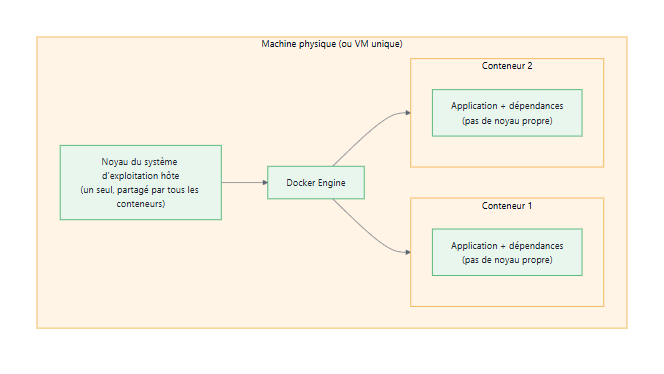 Machine physique (ou VM unique)
Conteneur 2
Application + dépendances
(pas de noyau propre)
Noyau du système
d'exploitation hôte
(un seul, partagé par tous les
conteneurs)
Docker Engine
Conteneur 1
Application + dépendances
(pas de noyau propre)